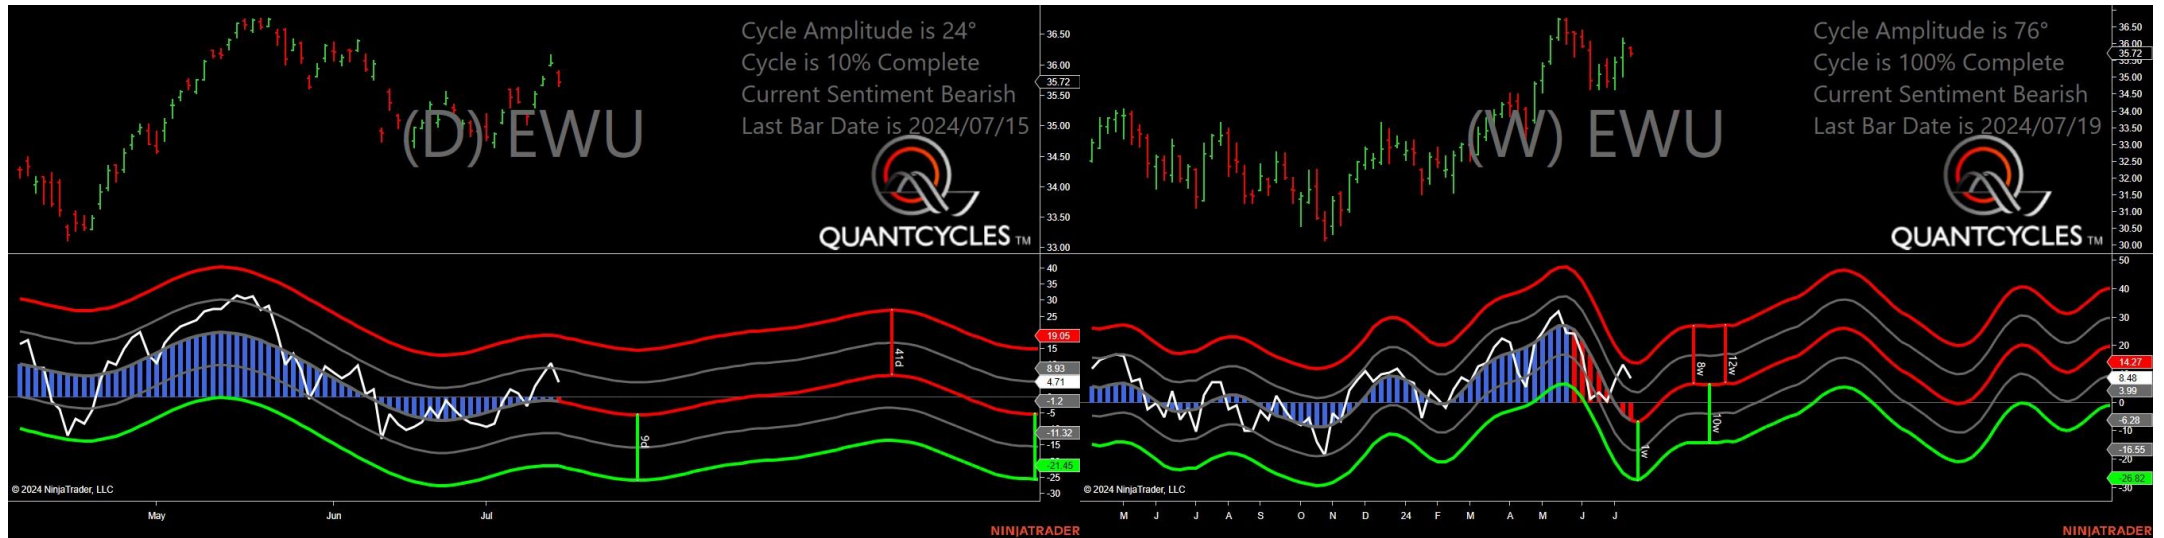 Cycle Amplitude is 24°
Cycle is 10% Complete
Current Sentiment Bearish
Last Bar Date is 2024/07/15
(D) EWU
QUANTCYCLES TM
36.50
36.00
35.72
35.50
35.00
34.50
34.00
33.50
33.00
40
35
30
25
19.05
15
8.93
4.71
-1.2
-5
-11.32
-15
-21.45
-25
-30
41d
9d
© 2024 NinjaTrader, LLC
May Jun Jul
NINJATRADER
Cycle Amplitude is 76°
Cycle is 100% Complete
Current Sentiment Bearish
Last Bar Date is 2024/07/19
(W) EWU
QUANTCYCLES TM
36.50
36.00
35.72
35.50
34.50
34.00
33.50
33.00
32.50
32.00
31.50
31.00
30.50
30.00
50
40
30
20
14.27
8.48
3.99
0
-6.28
-10
-16.55
-20
-26.82
-30
8w
12w
10w
1w
© 2024 NinjaTrader, LLC
M J J A S O N D 24 F M A M J J
NINJATRADER